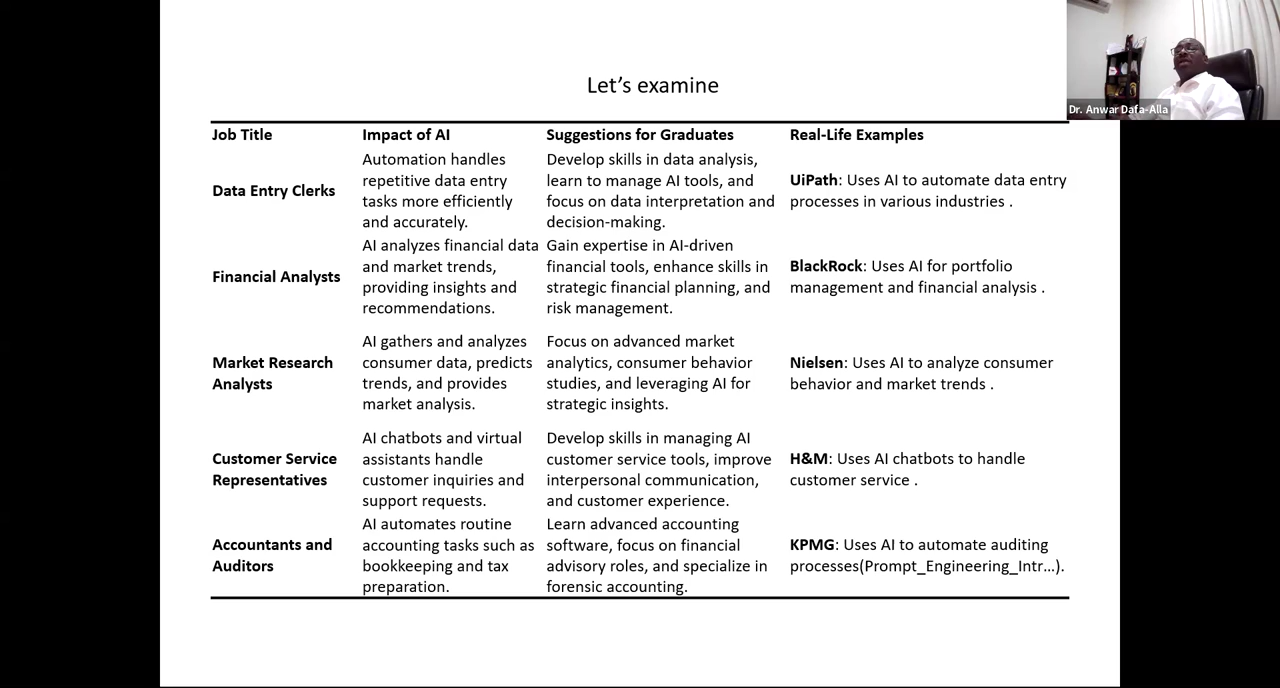 Let's examine
Dr. Anwar Dafa-Alla
Job Title
Impact of AI
Suggestions for Graduates
Real-Life Examples
Data Entry Clerks
Automation handles
repetitive data entry
tasks more efficiently
and accurately.
Develop skills in data analysis,
learn to manage AI tools, and
focus on data interpretation and
decision-making.
UiPath: Uses AI to automate data entry
processes in various industries .
Financial Analysts
AI analyzes financial data
and market trends,
providing insights and
recommendations.
Gain expertise in AI-driven
financial tools, enhance skills in
strategic financial planning, and
risk management.
BlackRock: Uses AI for portfolio
management and financial analysis .
Market Research
Analysts
AI gathers and analyzes
consumer data, predicts
trends, and provides
market analysis.
Focus on advanced market
analytics, consumer behavior
studies, and leveraging AI for
strategic insights.
Nielsen: Uses AI to analyze consumer
behavior and market trends .
Customer Service
Representatives
AI chatbots and virtual
assistants handle
customer inquiries and
support requests.
Develop skills in managing AI
customer service tools, improve
interpersonal communication,
and customer experience.
H&M: Uses AI chatbots to handle
customer service .
Accountants and
Auditors
AI automates routine
accounting tasks such as
bookkeeping and tax
preparation.
Learn advanced accounting
software, focus on financial
advisory roles, and specialize in
forensic accounting.
KPMG: Uses AI to automate auditing
processes(Prompt_Engineering_Intr…).